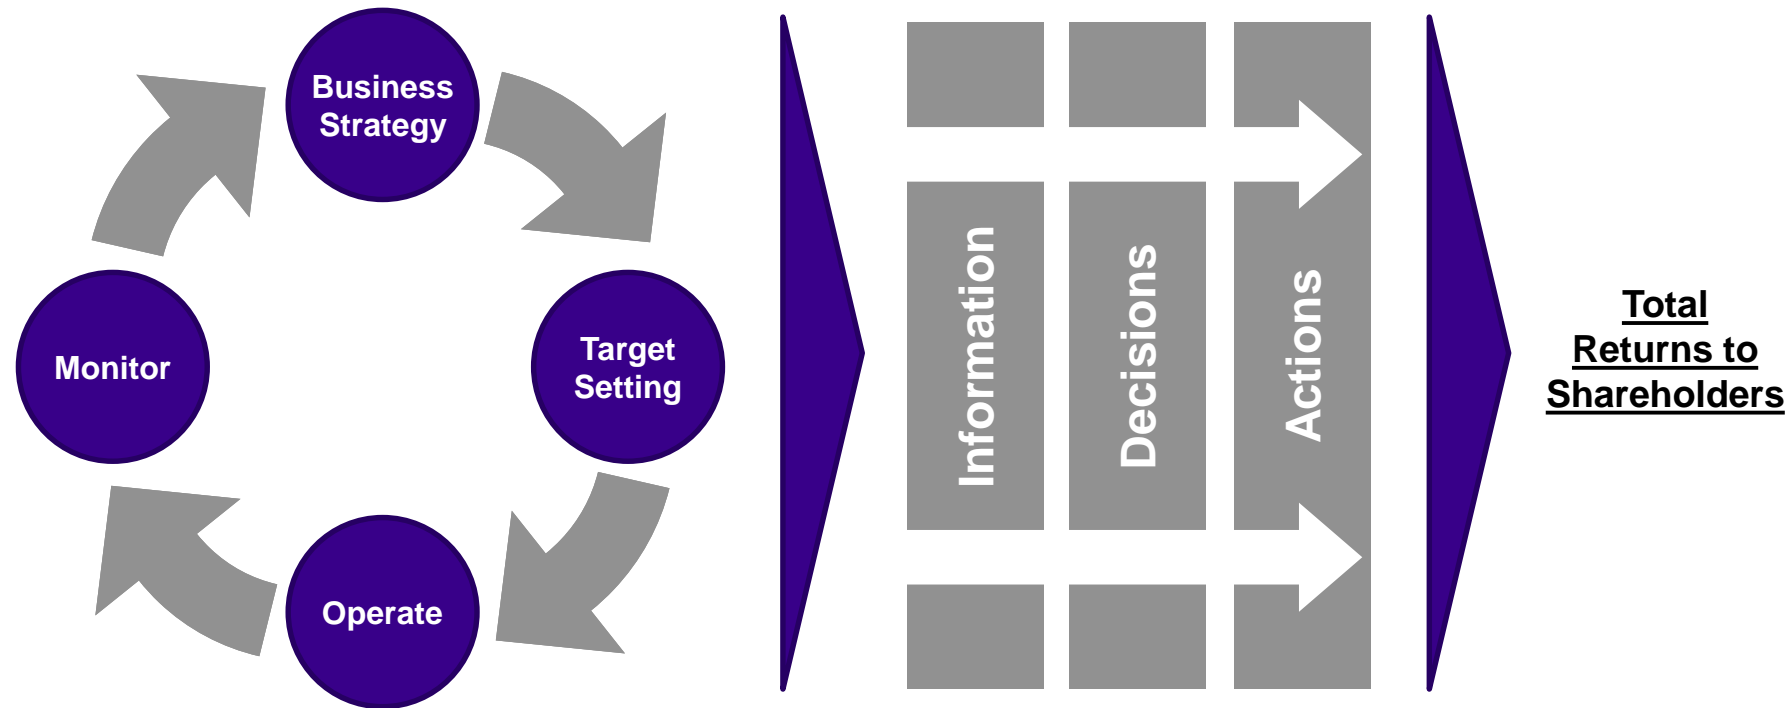 Business
Strategy
Target
Setting
Operate
Monitor
Information
Decisions
Actions
Total
Returns to
Shareholders